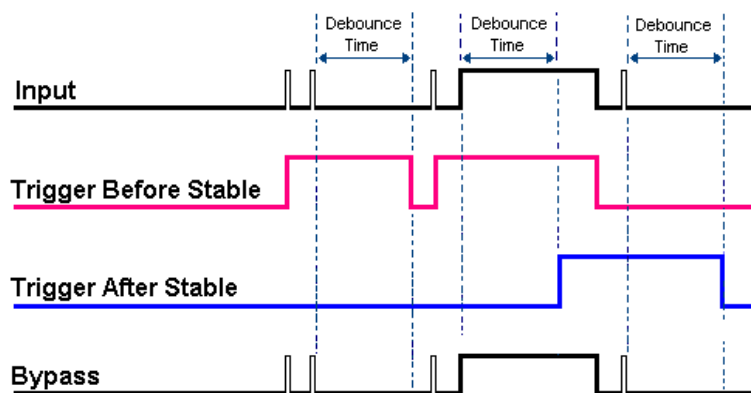 Debounce
Time
Debounce
Time
Debounce
Time
Input
Trigger Before Stable
Trigger After Stable
Bypass